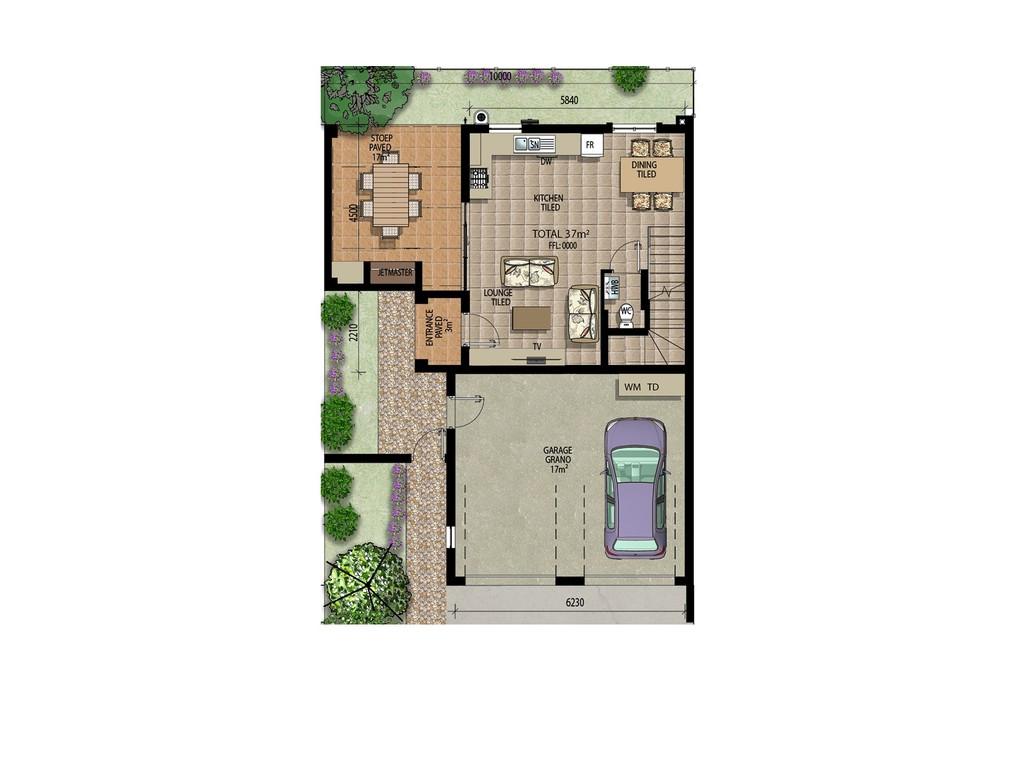 10000
5840
STOEP
PAVED
17m²
4500
JETMASTER
SN
DW
FR
DINING
TILED
KITCHEN
TILED
TOTAL 37m²
FFL: 0000
LOUNGE
TILED
HWB
WC
TV
ENTRANCE
PAVED
3m²
2210
WM TD
GARAGE
GRANO
17m²
6230